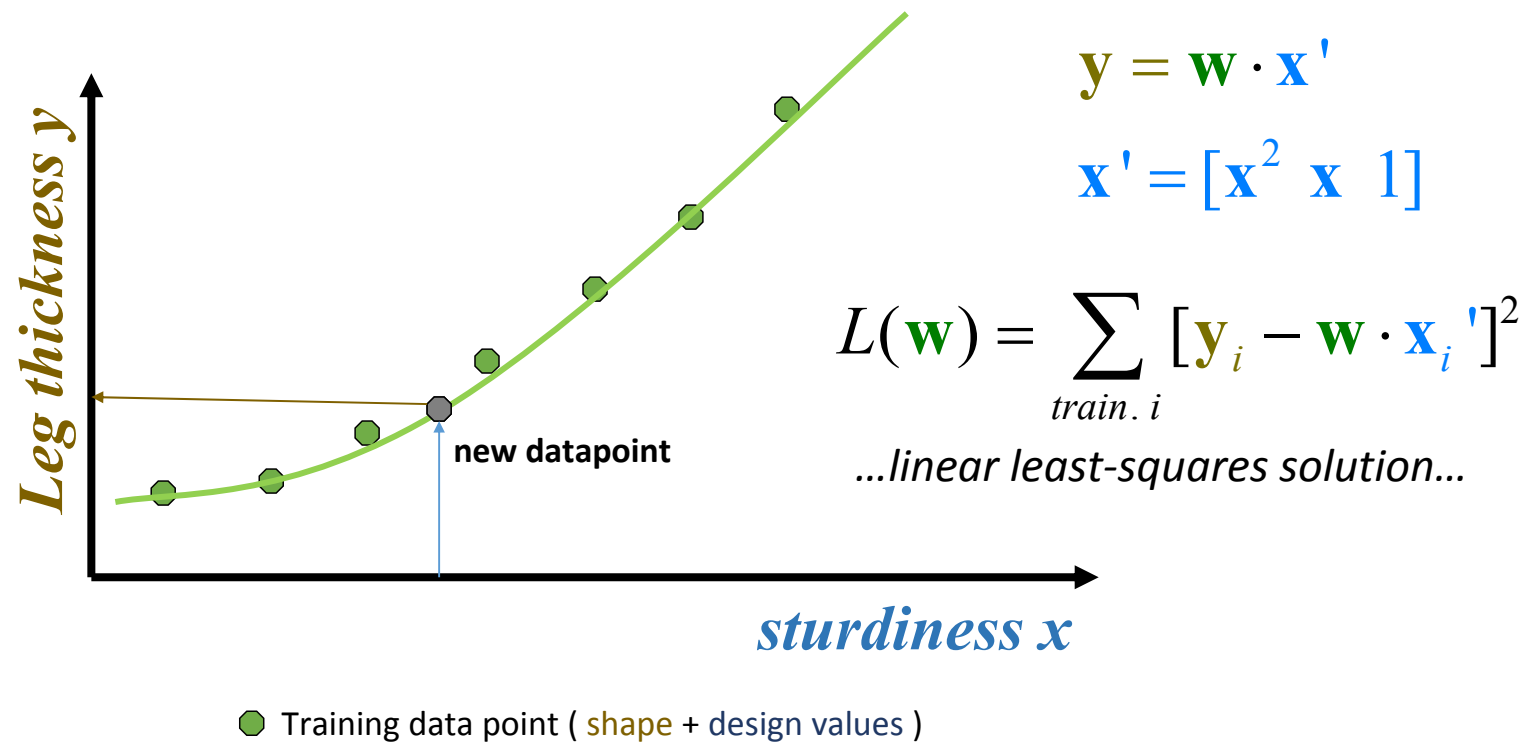 Leg thickness y
new datapoint
sturdiness x
y = w · x'
x' = [x² x 1]
L(w) = ∑ [yᵢ − w · xᵢ']²
train. i
...linear least-squares solution...
Training data point ( shape + design values )